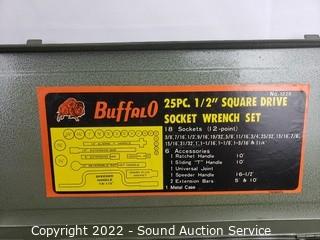 No. 1228
Buffalo
25PC. 1/2" SQUARE DRIVE
SOCKET WRENCH SET
18 Sockets (12-point)
3/8, 7/16, 1/2, 9/16, 19/32, 5/8, 11/16, 3/4, 25/32, 13/16, 7/8,
15/16, 31/32, 1, 1-1/16, 1-1/8, 1-3/16 &
6 Accessories
1 Ratchet Handle 10"
1 Sliding "T" Handle 10"
1 Universal Joint
1 Speeder Handle 16-1/2
2 Extension Bars 5" & 10"
1 Metal Case
SPEEDER
HANDLE
Copyright 2022 - Sound Auction Service